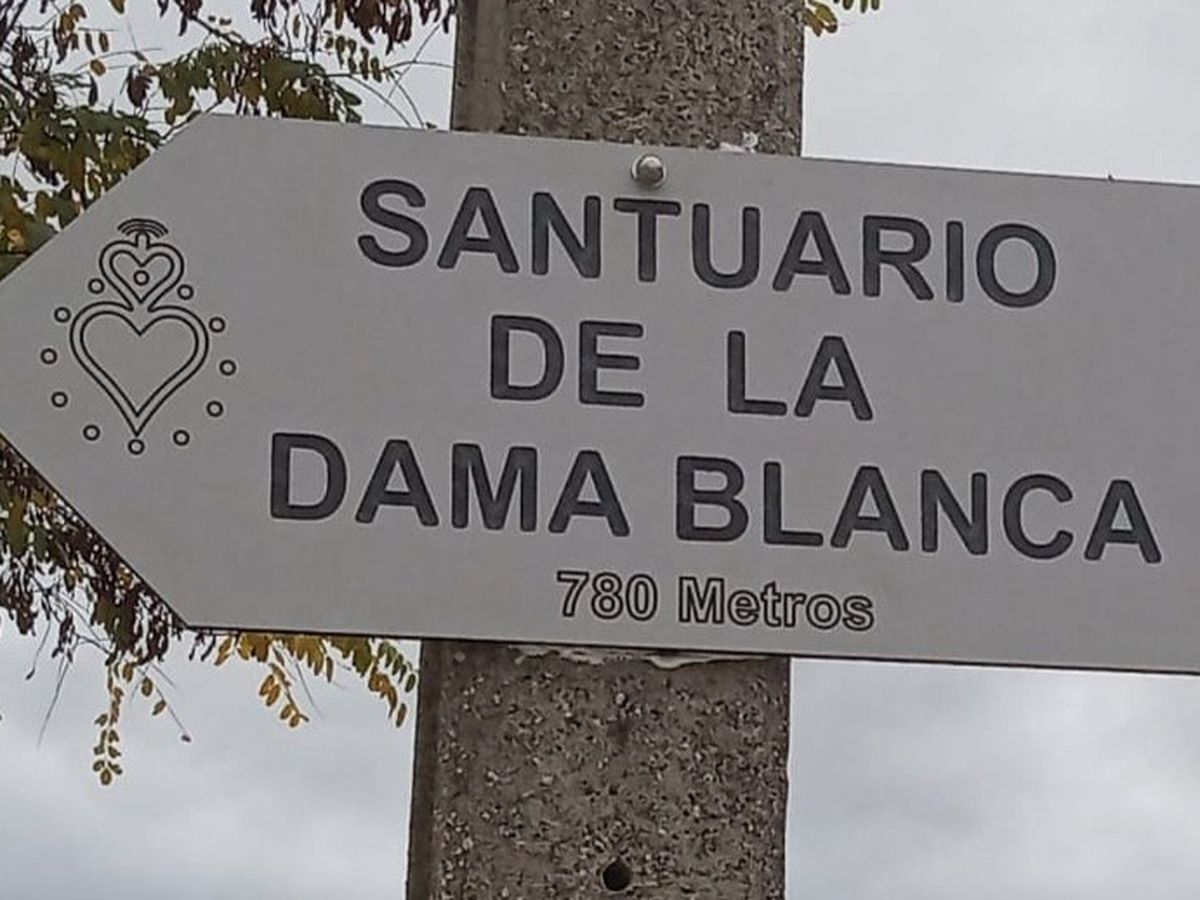 SANTUARIO
DE LA
DAMA BLANCA
780 Metros